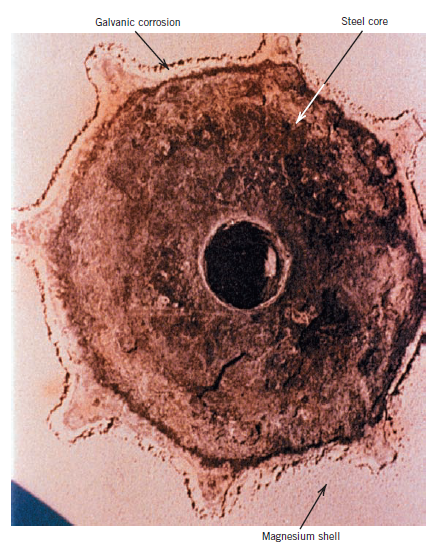 Galvanic corrosion
Steel core
Magnesium shell